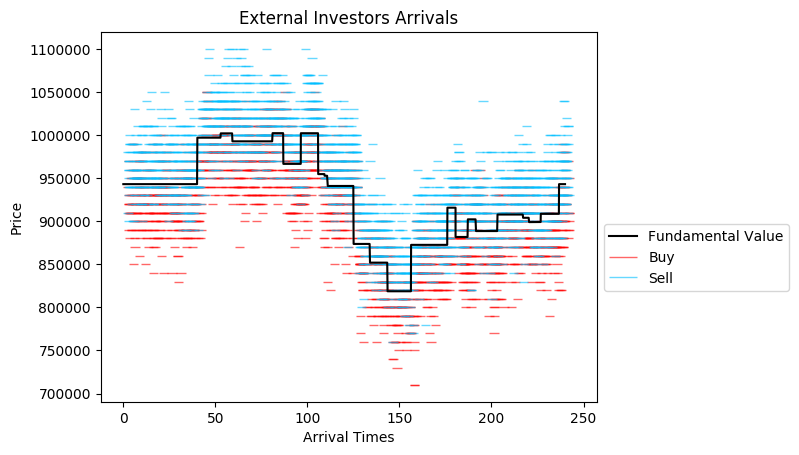 External Investors Arrivals
1100000
1050000
1000000
950000
900000
850000
800000
750000
700000
Price
0 50 100 150 200 250
Arrival Times
Fundamental Value
Buy
Sell